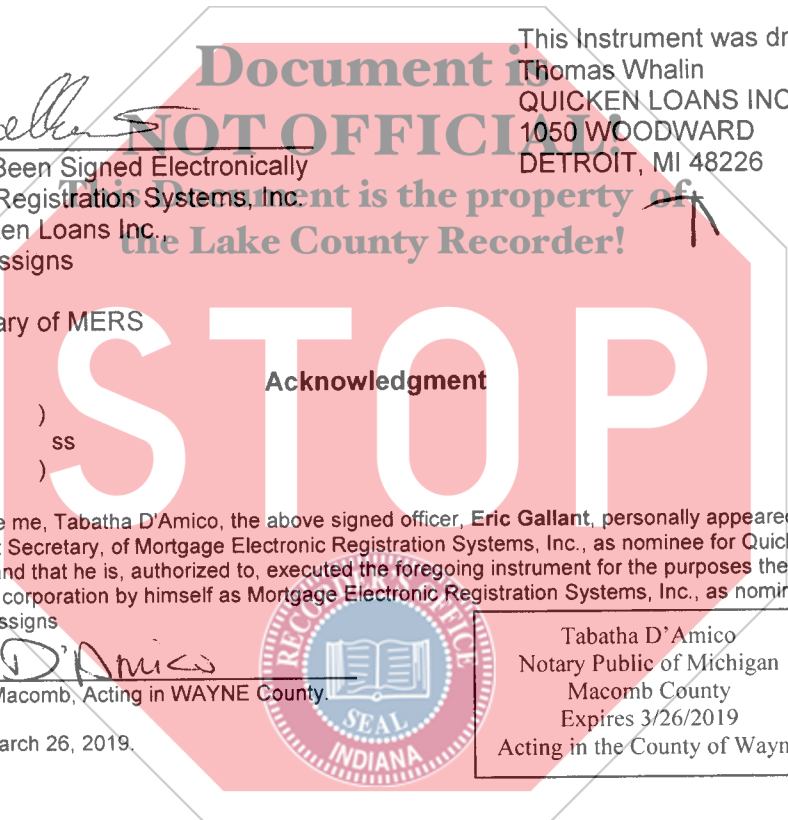 This Instrument was dr
Thomas Whalin
QUICKEN LOANS INC
1050 WOODWARD
DETROIT, MI 48226
Document is
NOT OFFICIAL!
This Document is the property of
the Lake County Recorder!
STOP
Been Signed Electronically
Registration Systems, Inc.
en Loans Inc.,
ssigns
ary of MERS
Acknowledgment
)
ss
)
e me, Tabatha D'Amico, the above signed officer, Eric Gallant, personally appeared
t Secretary, of Mortgage Electronic Registration Systems, Inc., as nominee for Quick
and that he is, authorized to, executed the foregoing instrument for the purposes the
corporation by himself as Mortgage Electronic Registration Systems, Inc., as nomin
ssigns
D'Amico
Macomb, Acting in WAYNE County.
arch 26, 2019.
RECORDER'S OFFICE
SEAL
INDIANA
Tabatha D'Amico
Notary Public of Michigan
Macomb County
Expires 3/26/2019
Acting in the County of Wayn